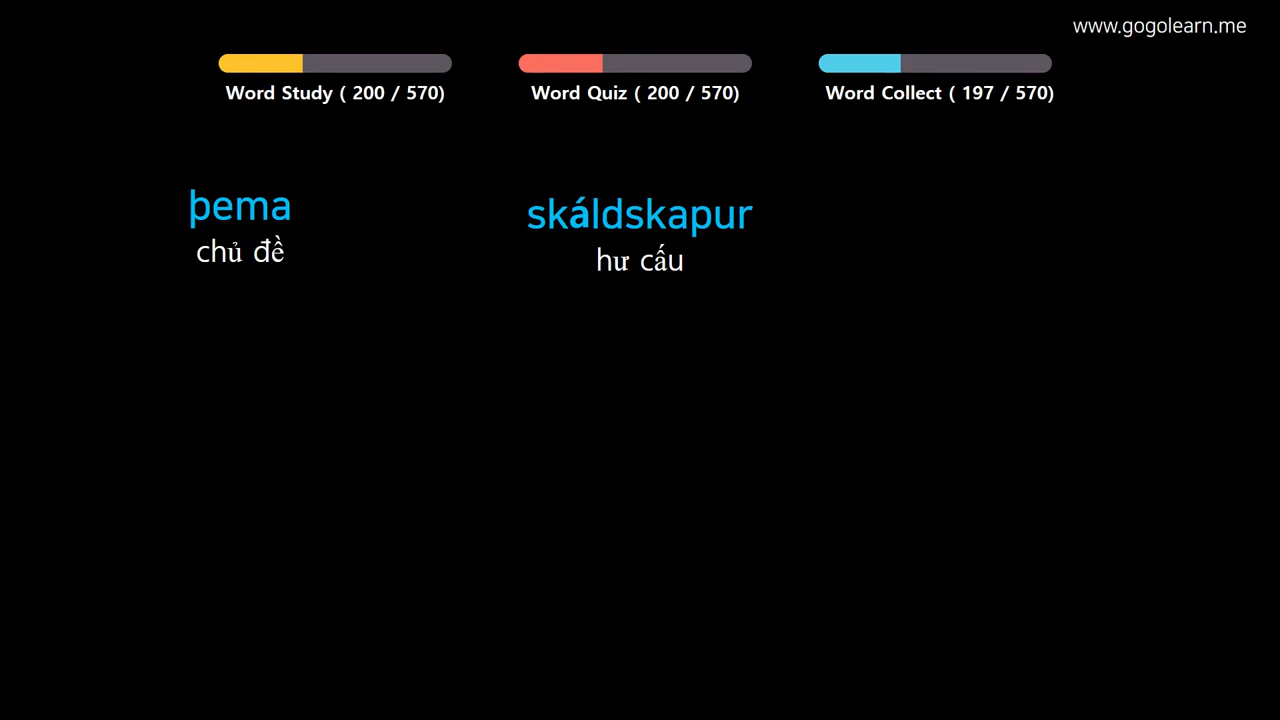 www.gogolearn.me
Word Study ( 200 / 570)
Word Quiz ( 200 / 570)
Word Collect ( 197 / 570)
þema
chủ đề
skáldskapur
hư cấu